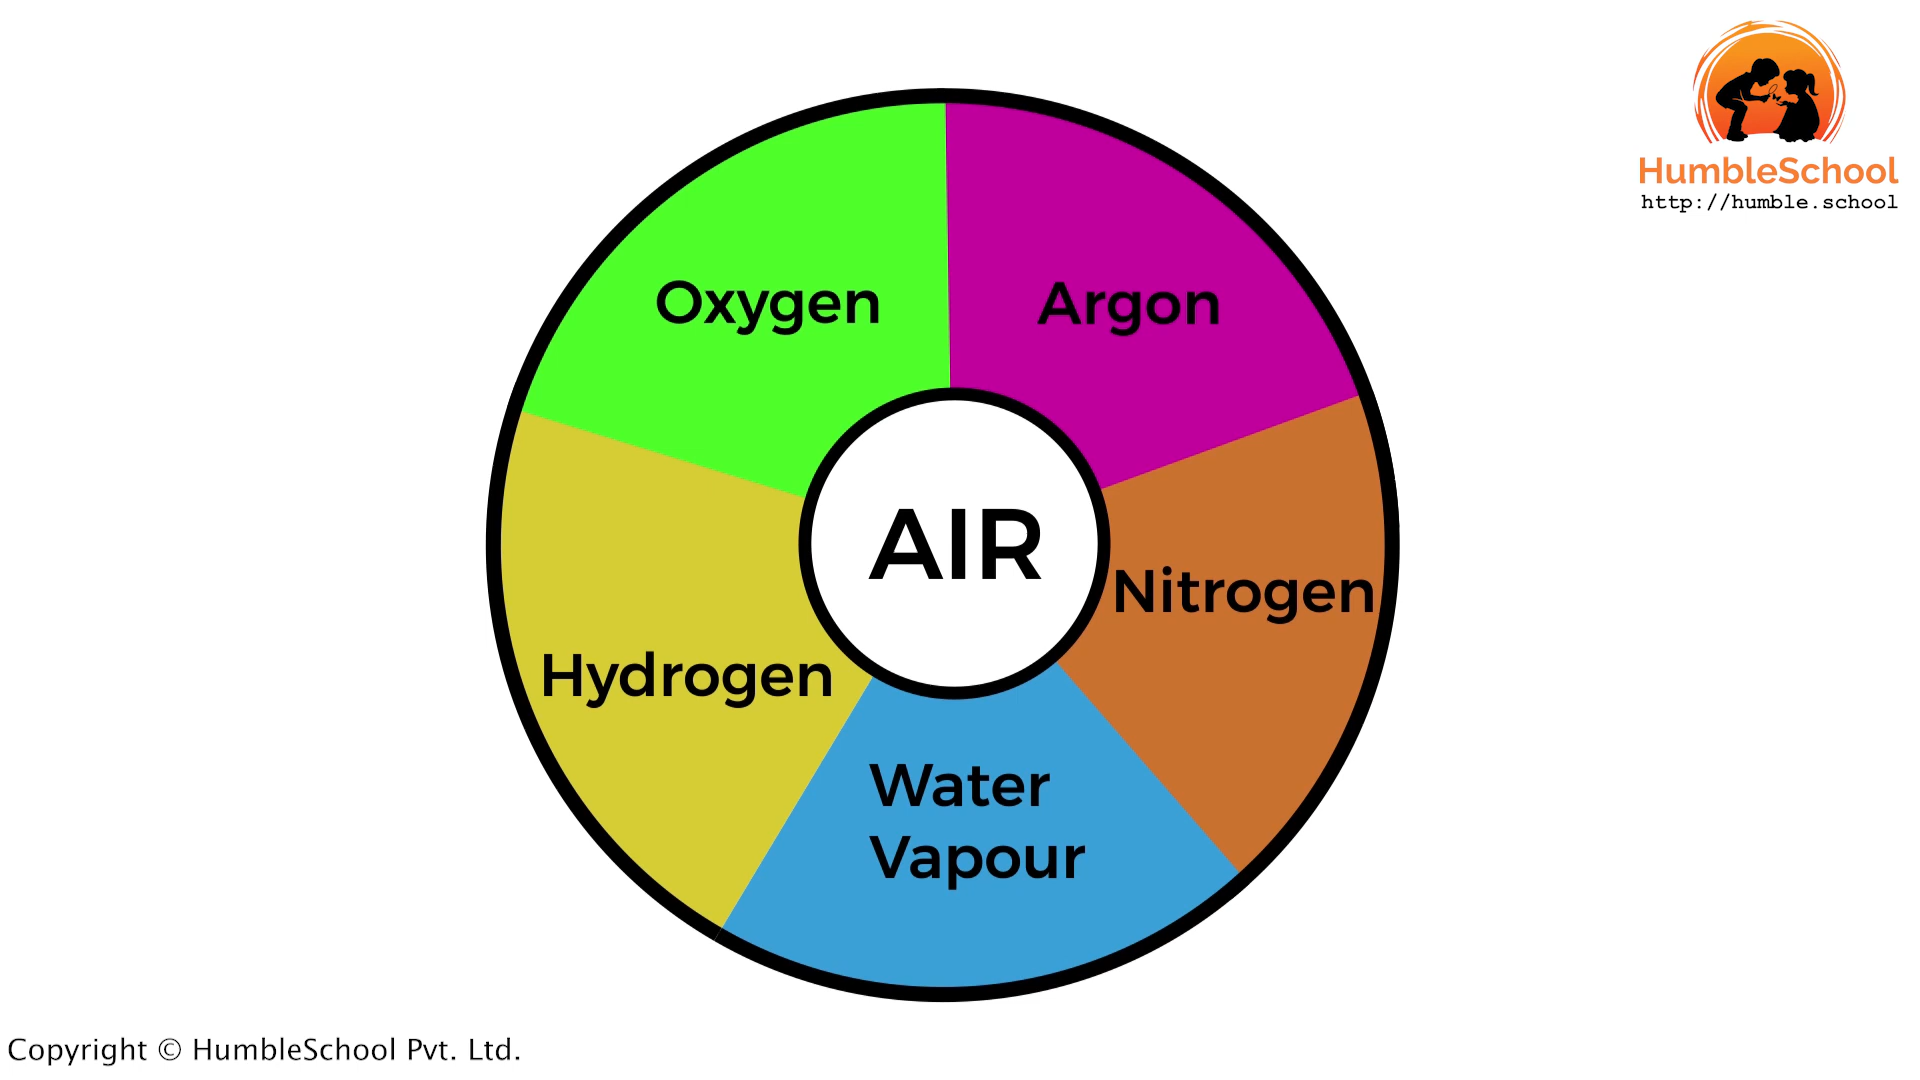 HumbleSchool
http://humble.school
Oxygen
Argon
AIR
Nitrogen
Hydrogen
Water
Vapour
Copyright © HumbleSchool Pvt. Ltd.